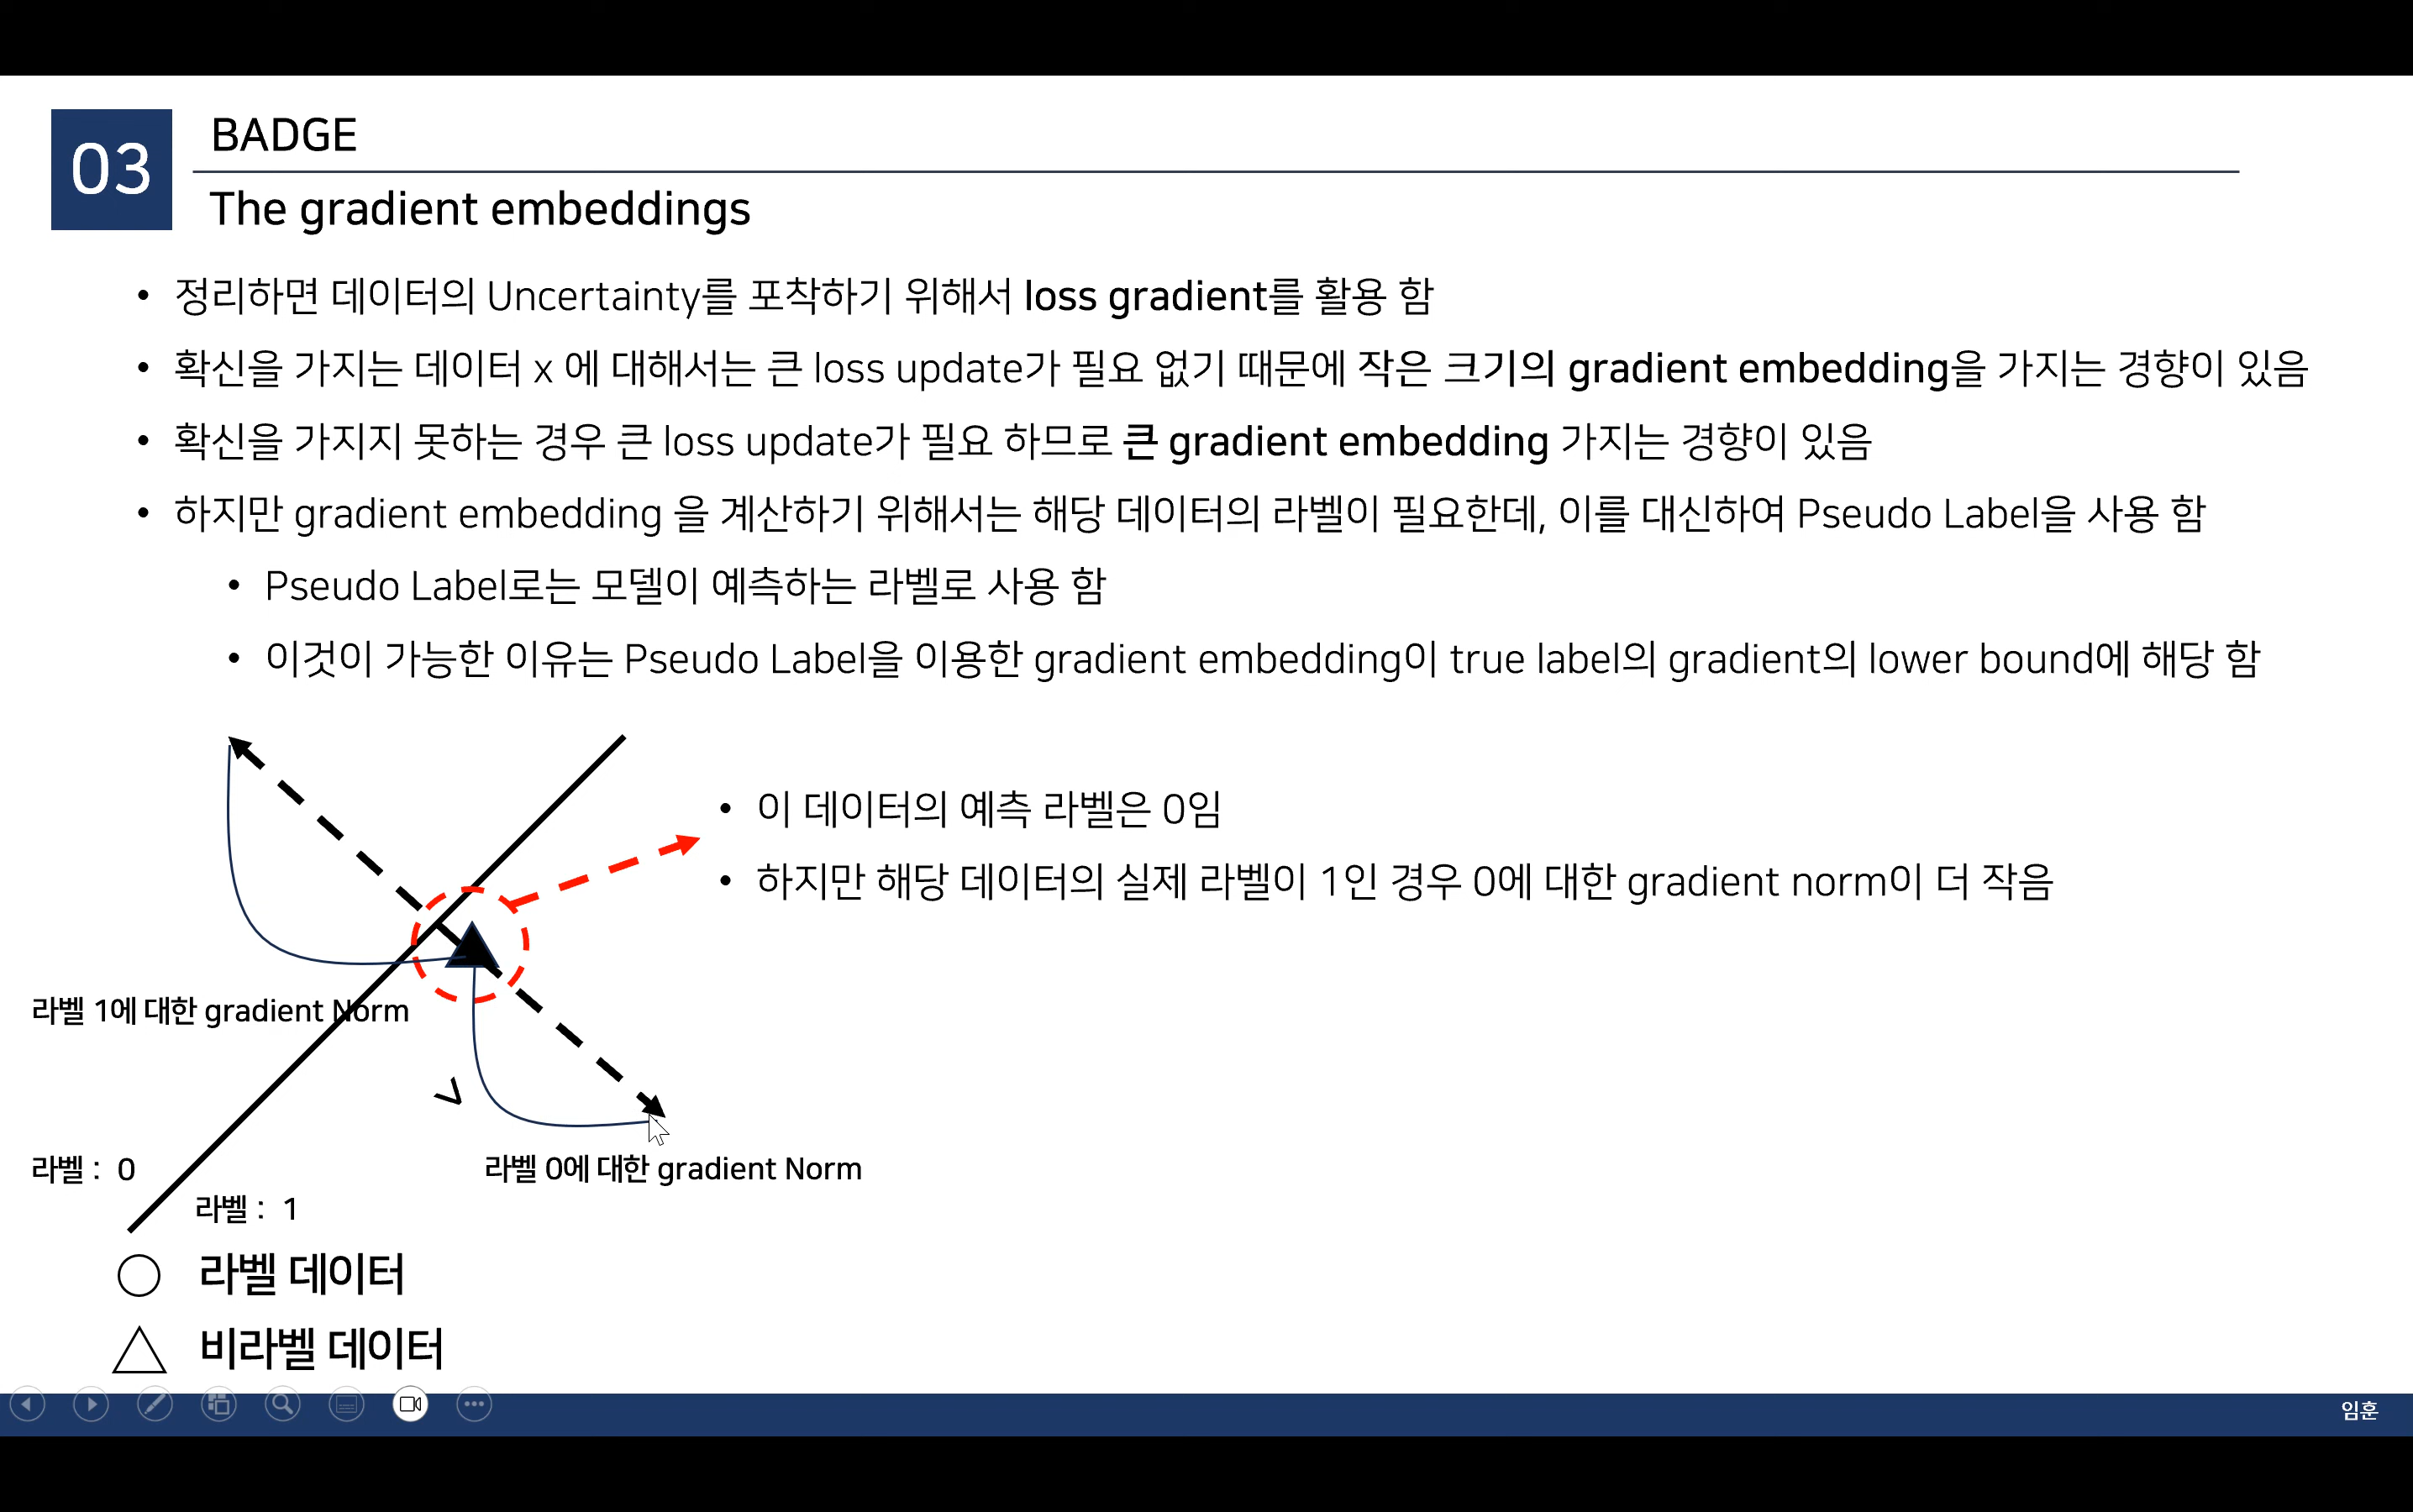 03
BADGE
The gradient embeddings
• 정리하면 데이터의 Uncertainty를 포착하기 위해서 loss gradient를 활용 함
• 확신을 가지는 데이터 x 에 대해서는 큰 loss update가 필요 없기 때문에 작은 크기의 gradient embedding을 가지는 경향이 있음
• 확신을 가지지 못하는 경우 큰 loss update가 필요 하므로 큰 gradient embedding 가지는 경향이 있음
• 하지만 gradient embedding 을 계산하기 위해서는 해당 데이터의 라벨이 필요한데, 이를 대신하여 Pseudo Label을 사용 함
• Pseudo Label로는 모델이 예측하는 라벨로 사용 함
• 이것이 가능한 이유는 Pseudo Label을 이용한 gradient embedding이 true label의 gradient의 lower bound에 해당 함
• 이 데이터의 예측 라벨은 0임
• 하지만 해당 데이터의 실제 라벨이 1인 경우 0에 대한 gradient norm이 더 작음
라벨 1에 대한 gradient Norm
>
라벨 : 0
라벨 0에 대한 gradient Norm
라벨 : 1
라벨 데이터
비라벨 데이터
임훈